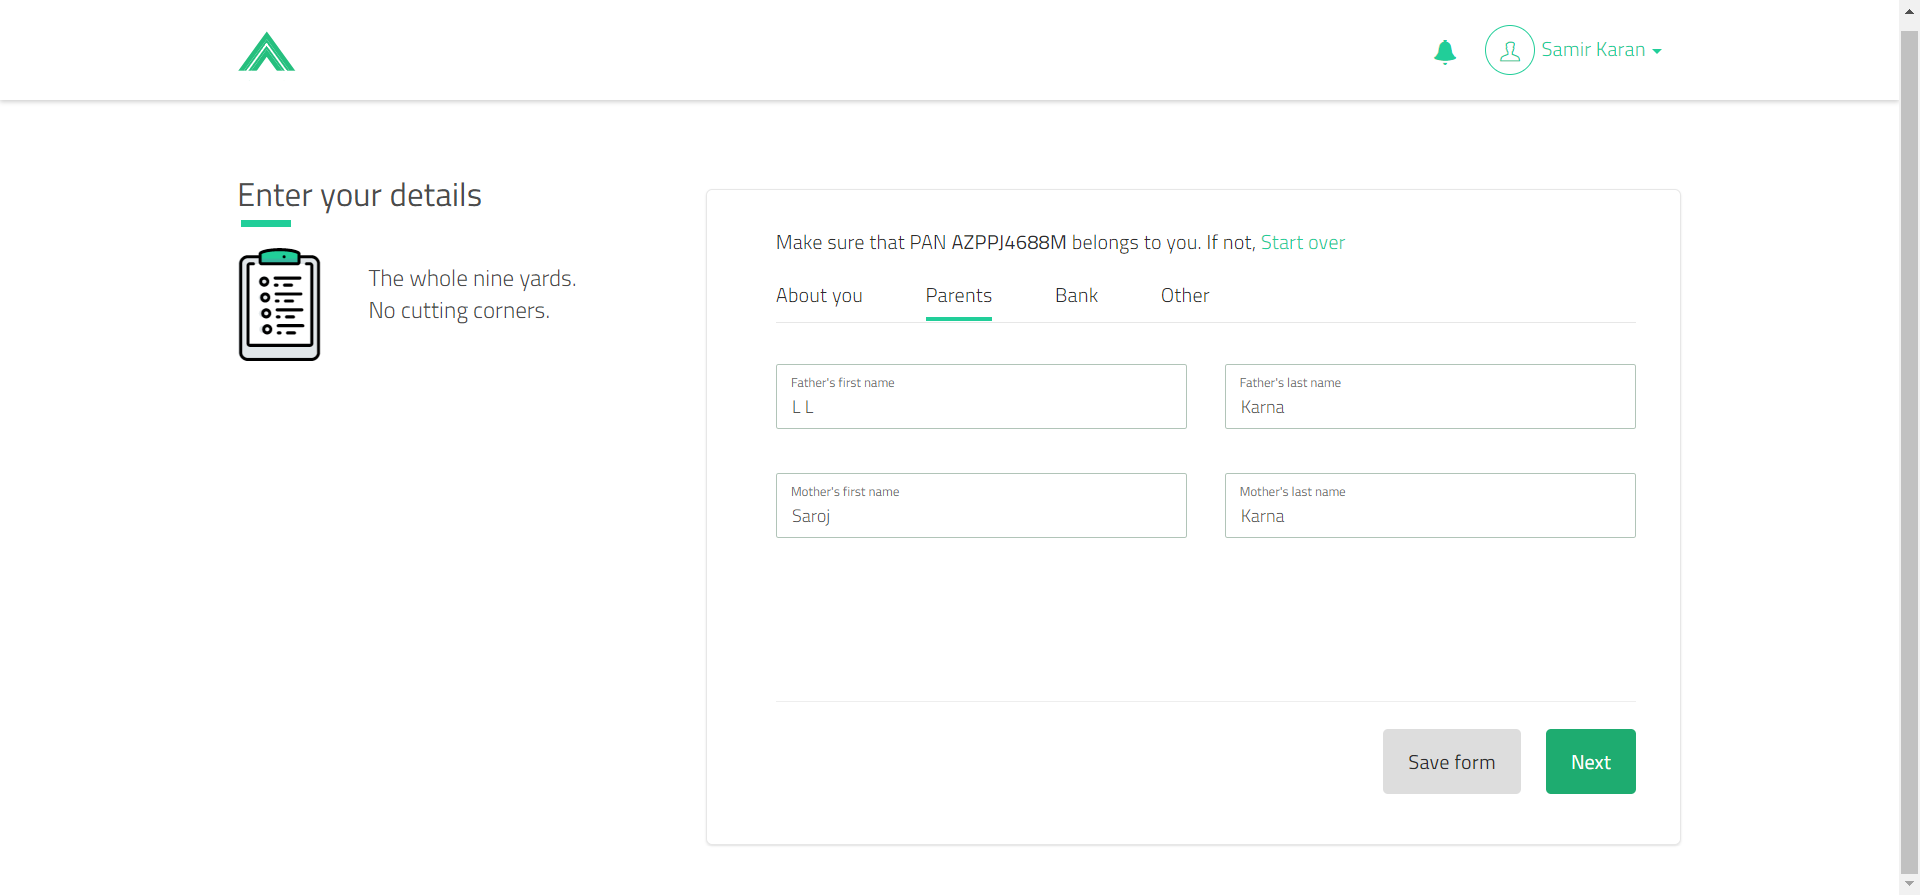 Samir Karan
Enter your details
The whole nine yards.
No cutting corners.
Make sure that PAN AZPPJ4688M belongs to you. If not, Start over
About you
Parents
Bank
Other
Father's first name
L L
Father's last name
Karna
Mother's first name
Saroj
Mother's last name
Karna
Save form
Next